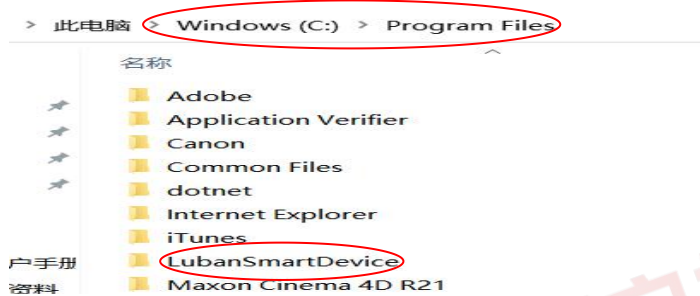 > 此电脑 > Windows (C:) > Program Files
名称
Adobe
Application Verifier
Canon
Common Files
dotnet
Internet Explorer
iTunes
户手册
LubanSmartDevice
资料
Maxon Cinema 4D R21